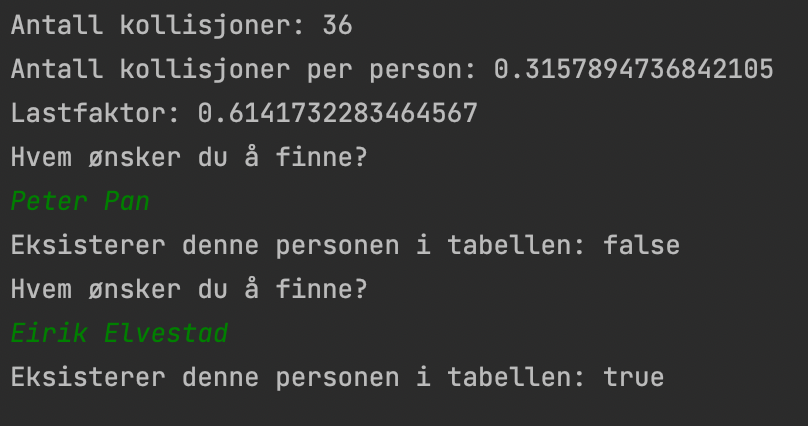 Antall kollisjoner: 36
Antall kollisjoner per person: 0.3157894736842105
Lastfaktor: 0.6141732283464567
Hvem ønsker du å finne?
Peter Pan
Eksisterer denne personen i tabellen: false
Hvem ønsker du å finne?
Eirik Elvestad
Eksisterer denne personen i tabellen: true